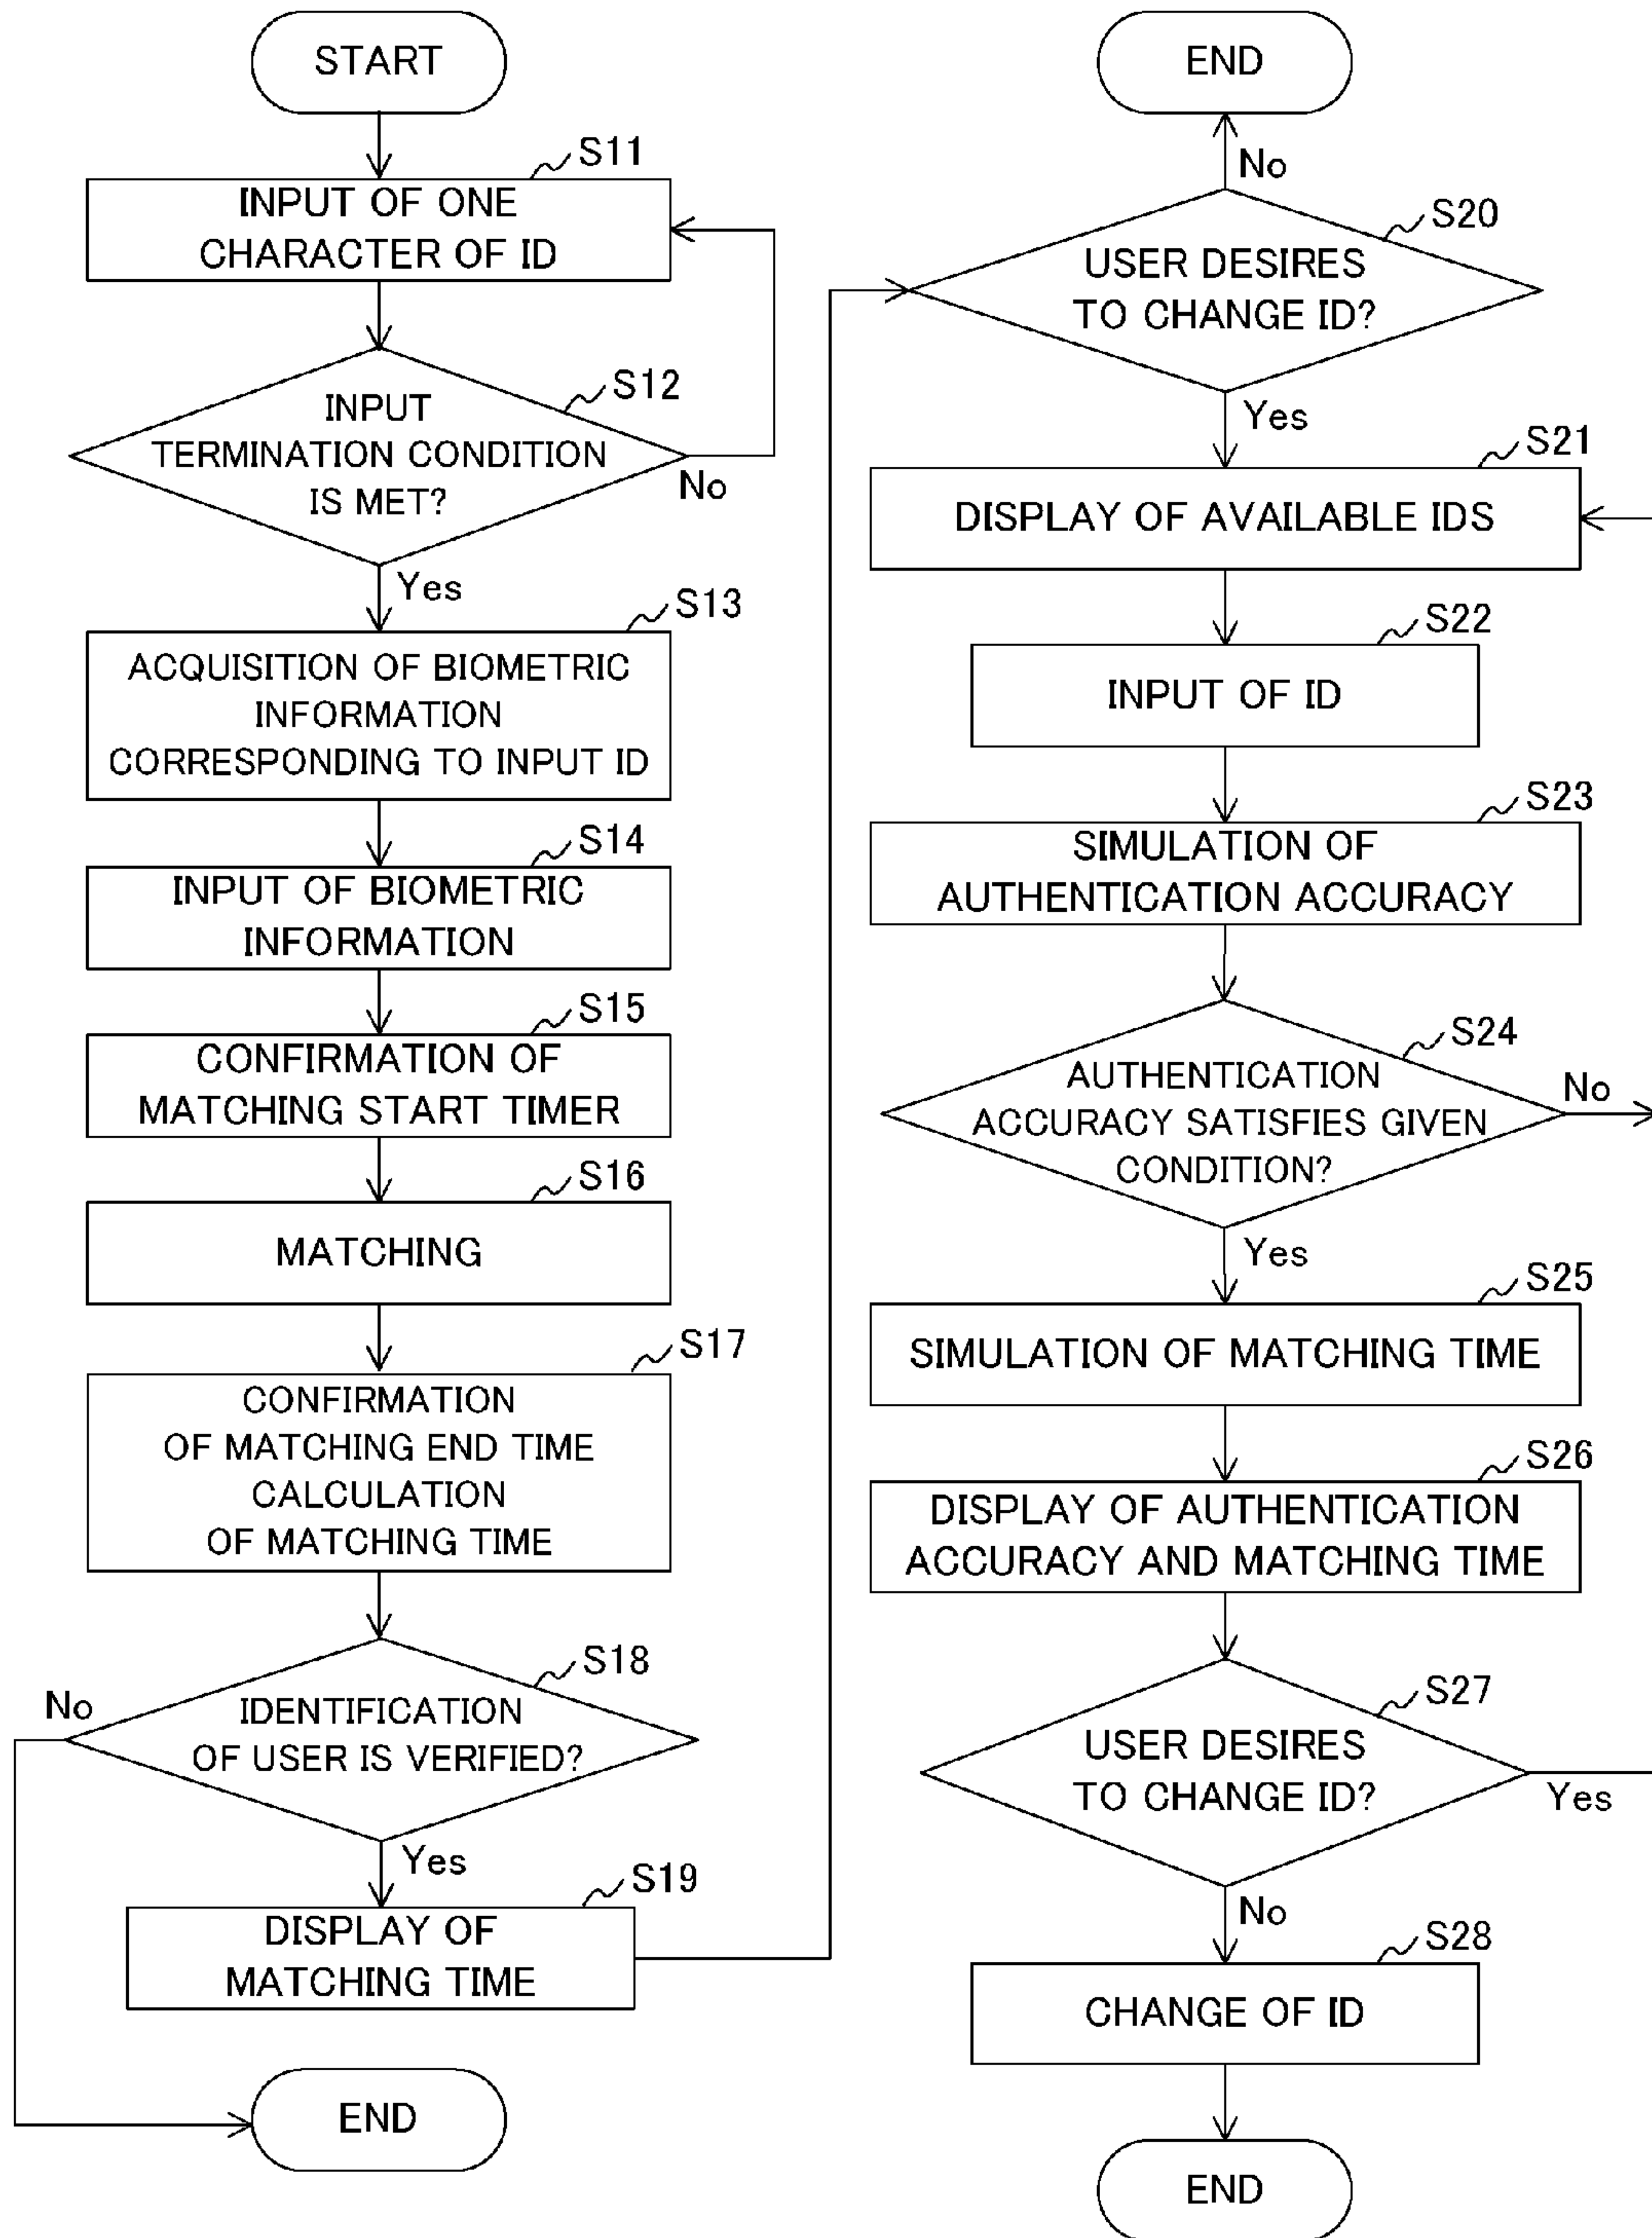 START
S11
INPUT OF ONE
CHARACTER OF ID
S12
INPUT
TERMINATION CONDITION
IS MET?
No
Yes
S13
ACQUISITION OF BIOMETRIC
INFORMATION
CORRESPONDING TO INPUT ID
S14
INPUT OF BIOMETRIC
INFORMATION
S15
CONFIRMATION OF
MATCHING START TIMER
S16
MATCHING
S17
CONFIRMATION
OF MATCHING END TIME
CALCULATION
OF MATCHING TIME
S18
No
IDENTIFICATION
OF USER IS VERIFIED?
Yes
S19
DISPLAY OF
MATCHING TIME
END
END
No
S20
USER DESIRES
TO CHANGE ID?
Yes
S21
DISPLAY OF AVAILABLE IDS
S22
INPUT OF ID
S23
SIMULATION OF
AUTHENTICATION ACCURACY
S24
AUTHENTICATION
ACCURACY SATISFIES GIVEN
CONDITION?
No
Yes
S25
SIMULATION OF MATCHING TIME
S26
DISPLAY OF AUTHENTICATION
ACCURACY AND MATCHING TIME
S27
USER DESIRES
TO CHANGE ID?
Yes
No
S28
CHANGE OF ID
END